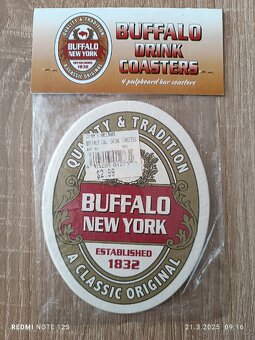 QUALITY & TRADITION
BUFFALO
NEW YORK
ESTABLISHED
1832
A CLASSIC ORIGINAL
BUFFALO
DRINK
COASTERS
4 pulpboard bar coasters
QUALITY & TRADITION
$2.99
BUFFALO
NEW YORK
ESTABLISHED
1832
A CLASSIC ORIGINAL
REDMI NOTE 12S
21.3.2025 09:16